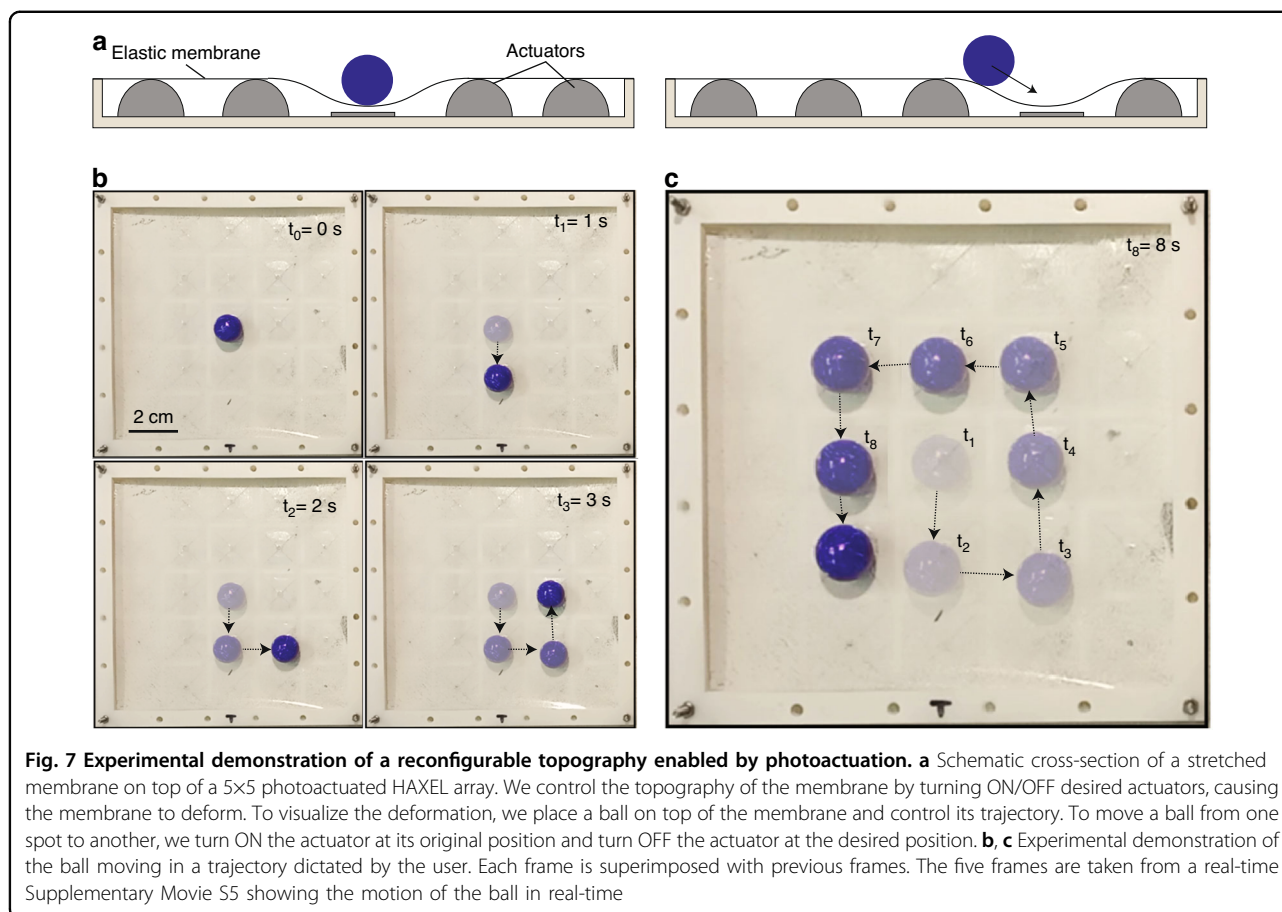 a
Elastic membrane
Actuators
b
c
t₀= 0 s
t₁= 1 s
2 cm
T
t₂= 2 s
t₃= 3 s
T
t₈= 8 s
t₇
t₆
t₅
t₈
t₁
t₄
t₂
t₃
T
Fig. 7 Experimental demonstration of a reconfigurable topography enabled by photoactuation. a Schematic cross-section of a stretched
membrane on top of a 5×5 photoactuated HAXEL array. We control the topography of the membrane by turning ON/OFF desired actuators, causing
the membrane to deform. To visualize the deformation, we place a ball on top of the membrane and control its trajectory. To move a ball from one
spot to another, we turn ON the actuator at its original position and turn OFF the actuator at the desired position. b, c Experimental demonstration of
the ball moving in a trajectory dictated by the user. Each frame is superimposed with previous frames. The five frames are taken from a real-time
Supplementary Movie S5 showing the motion of the ball in real-time